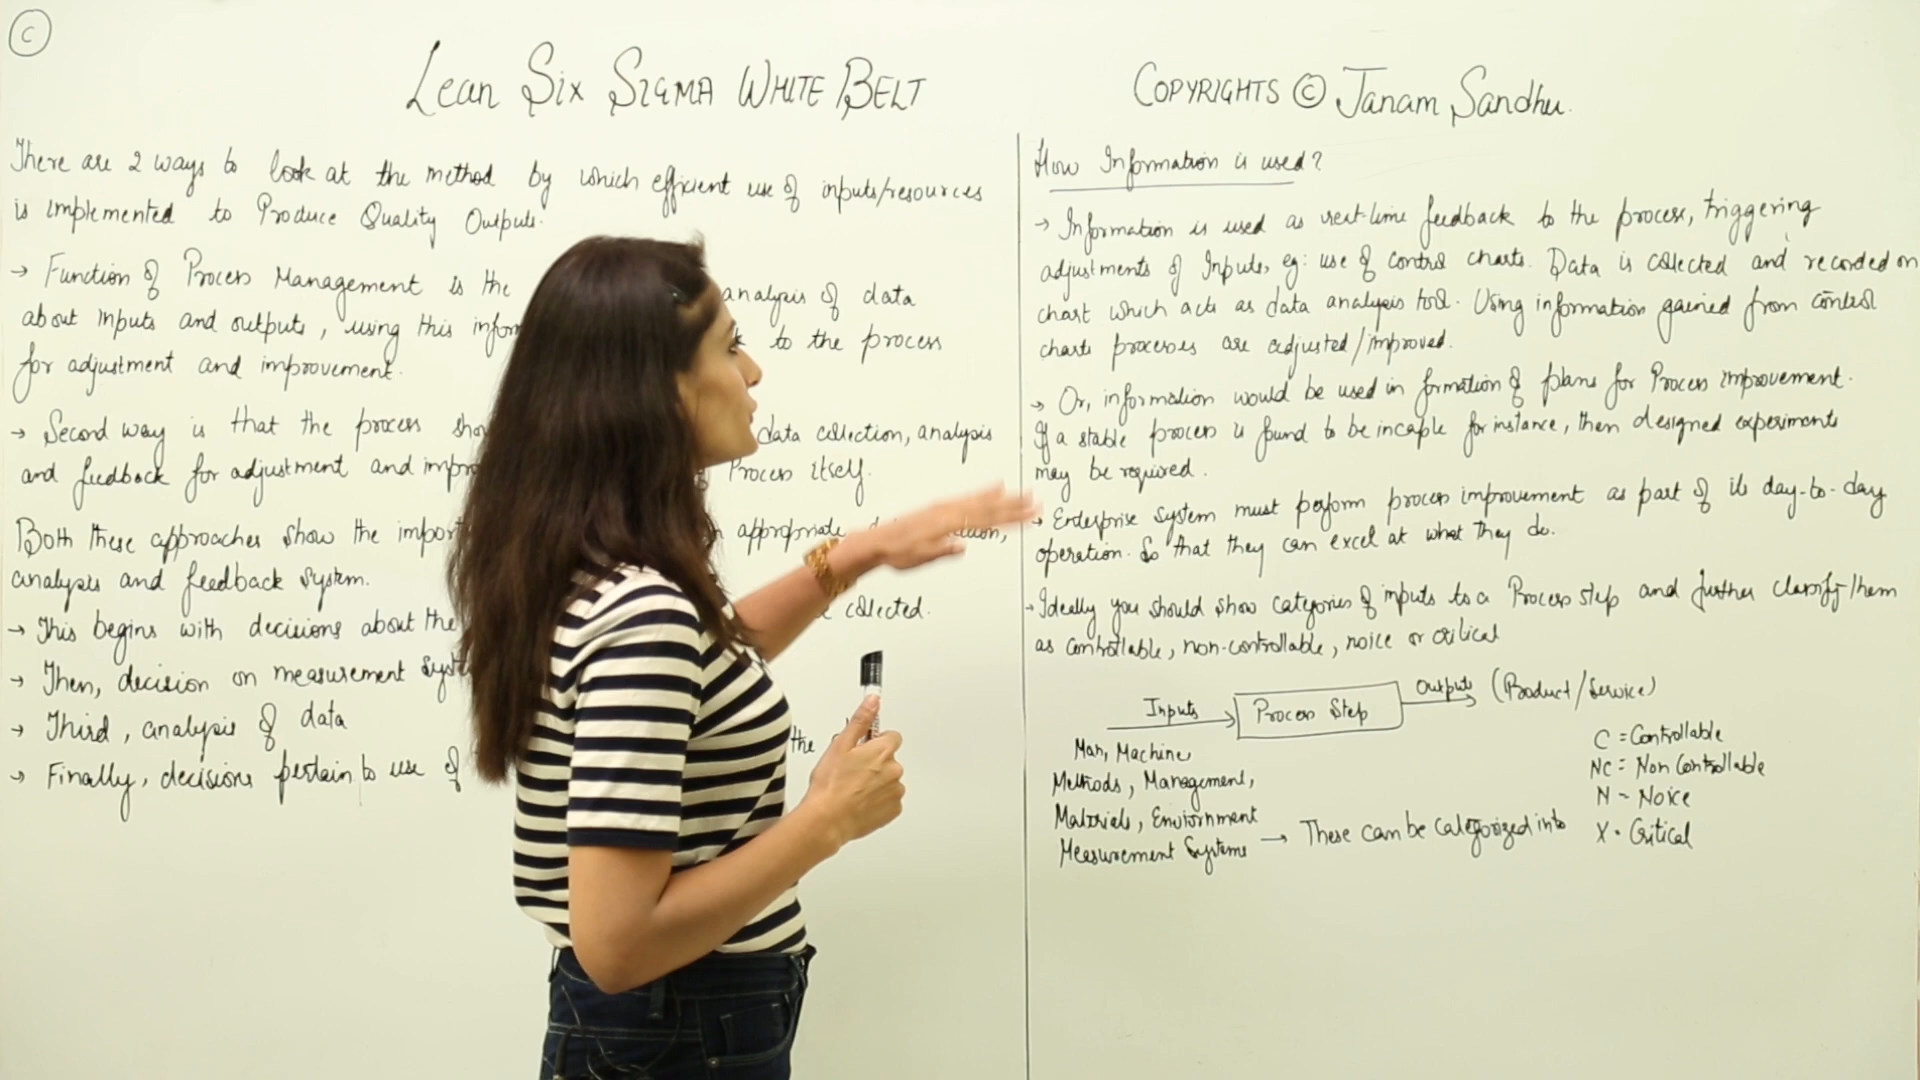 C
Lean Six SIGMA WHITE BELT
COPYRIGHTS © Janam Sandhu.
There are 2 ways to look at the method by which efficient use of inputs/resources
is implemented to Produce Quality Outputs.
→ Function of Process Management is the analysis of data
about inputs and outputs, using this to the process
for adjustment and improvement.
→ Second way is that the process data collection, analysis
and feedback for adjustment and Process itself.
Both these approaches show the appropriate
analysis and feedback system.
→ This begins with decisions about the collected.
→ Then, decision on measurement
→ Third, analysis of data
→ Finally, decisions pertain to use of the
How Information is used?
→ Information is used as real-time feedback to the process, triggering
adjustments of Inputs, eg: use of control charts. Data is collected and recorded on
chart which acts as data analysis tool. Using information gained from control
charts processes are adjusted/improved.
→ Or, information would be used in formation of plans for Process improvement.
If a stable process is found to be incaple for instance, then designed experiments
may be required.
→ Enterprise system must perform process improvement as part of its day-to-day
operation. So that they can excel at what they do.
→ Ideally you should show categories of inputs to a Process step and further classify them
as controllable, non-controllable, noice or critical
Inputs → Process Step → Outputs (Product/Service)
Man, Machine
Methods, Management,
Materials, Enviornment
Measurement Systems → These can be categorized into
C = Controllable
NC = Non Controllable
N - Noice
X - Critical